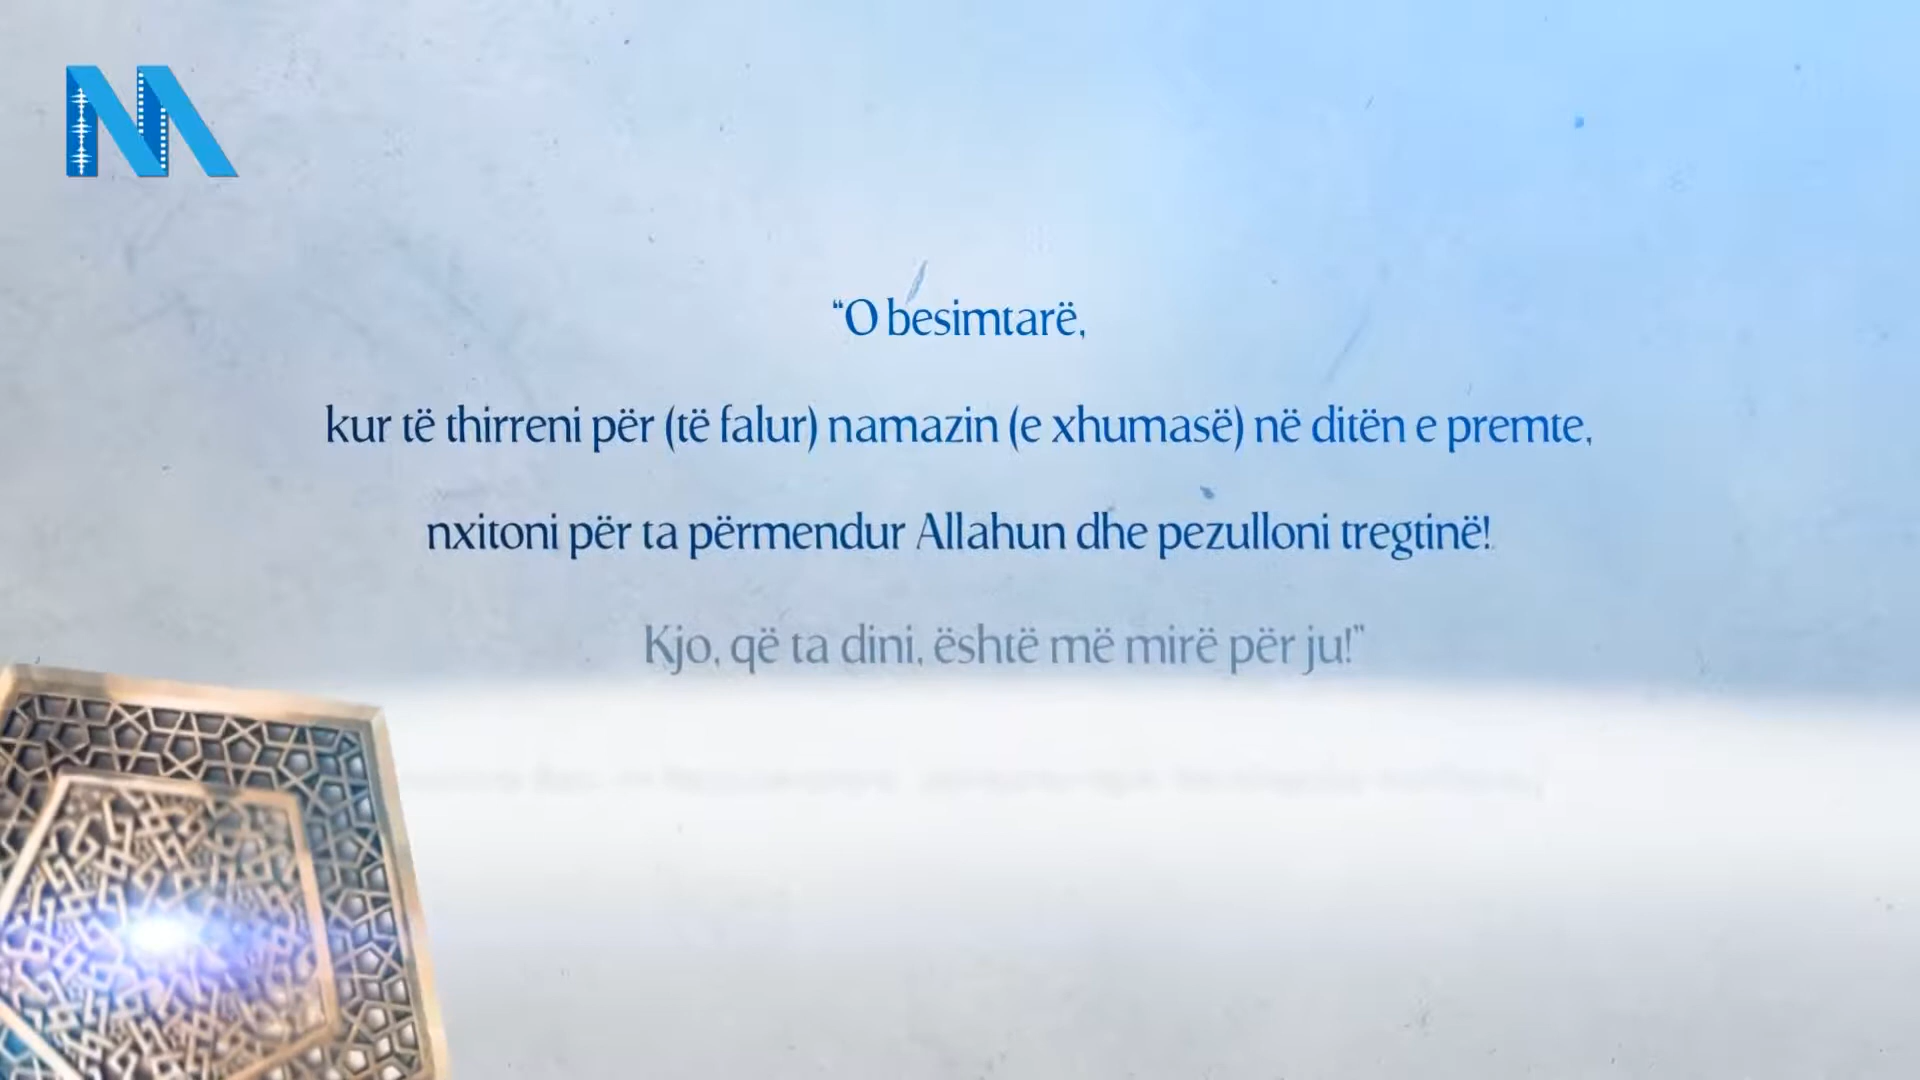 “O besimtarë,
kur të thirreni për (të falur) namazin (e xhumasë) në ditën e premte,
nxitoni për ta përmendur Allahun dhe pezulloni tregtinë!
Kjo, që ta dini, është më mirë për ju!”